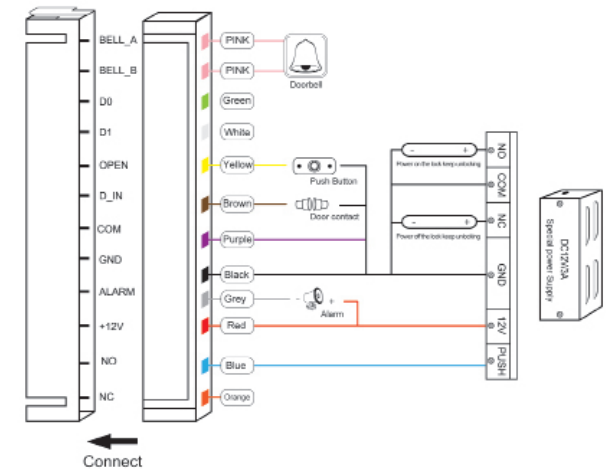 BELL_A
BELL_B
D0
D1
OPEN
D_IN
COM
GND
ALARM
+12V
NO
NC
Connect
PINK
PINK
Green
White
Yellow
Brown
Purple
Black
Grey
Red
Blue
Orange
Doorbell
Push Button
Door contact
- +
Alarm
- +
Power on the lock keep unlocking
- +
Power off the lock keep unlocking
NO
COM
NC
GND
12V
PUSH
DC12V/3A
Special power Supply